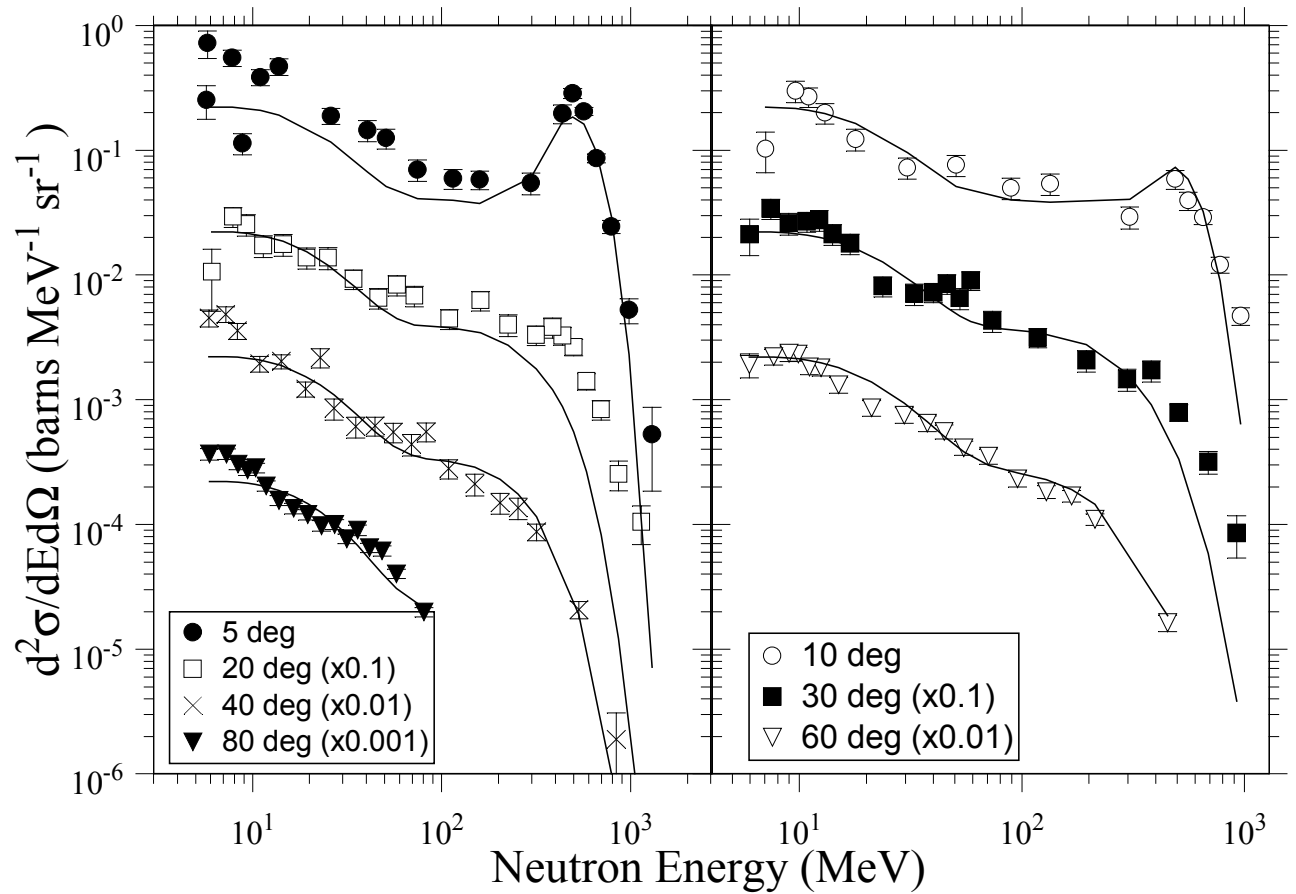 d²σ/dEdΩ (barns MeV⁻¹ sr⁻¹)
10⁰
10⁻¹
10⁻²
10⁻³
10⁻⁴
10⁻⁵
10⁻⁶
5 deg
20 deg (x0.1)
40 deg (x0.01)
80 deg (x0.001)
10 deg
30 deg (x0.1)
60 deg (x0.01)
10¹ 10² 10³ 10¹ 10² 10³
Neutron Energy (MeV)